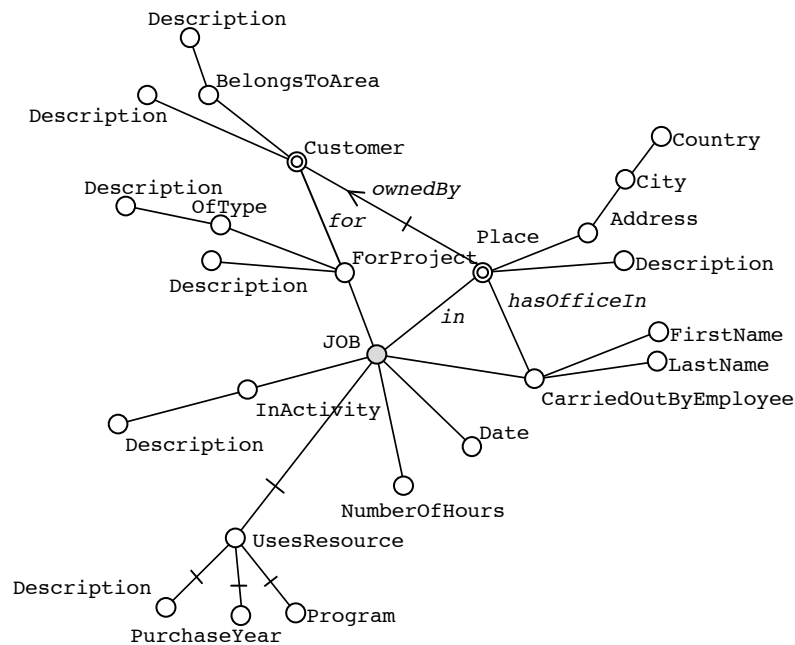 Description
BelongsToArea
Description
Customer
Country
City
Description
ownedBy
OfType
for
Address
Place
ForProject
Description
Description
hasOfficeIn
in
FirstName
JOB
LastName
CarriedOutByEmployee
InActivity
Date
Description
NumberOfHours
UsesResource
Description
Program
PurchaseYear